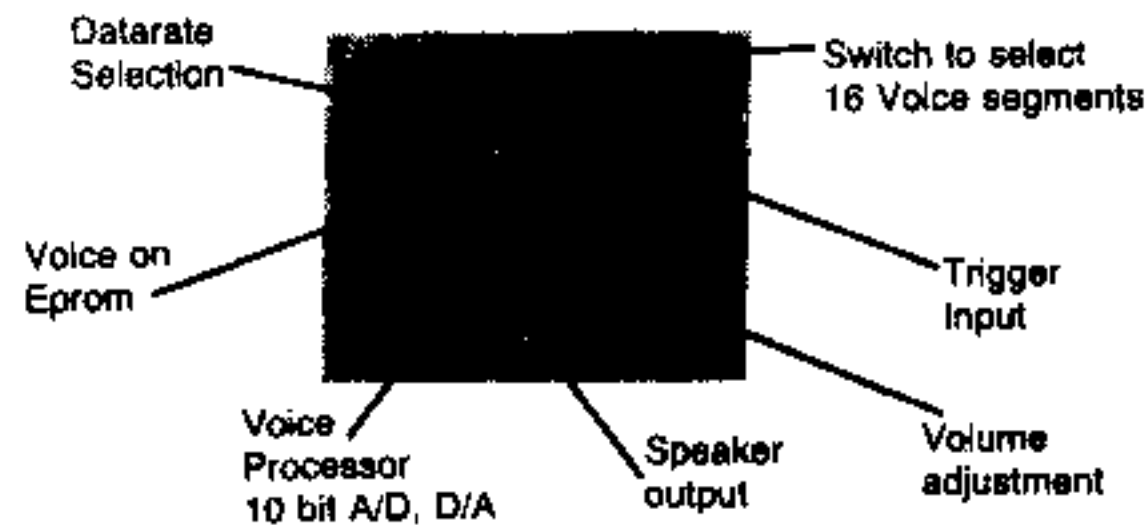 Datarate
Selection
Switch to select
16 Voice segments
Voice on
Eprom
Trigger
Input
Voice
Processor
10 bit A/D, D/A
Speaker
output
Volume
adjustment